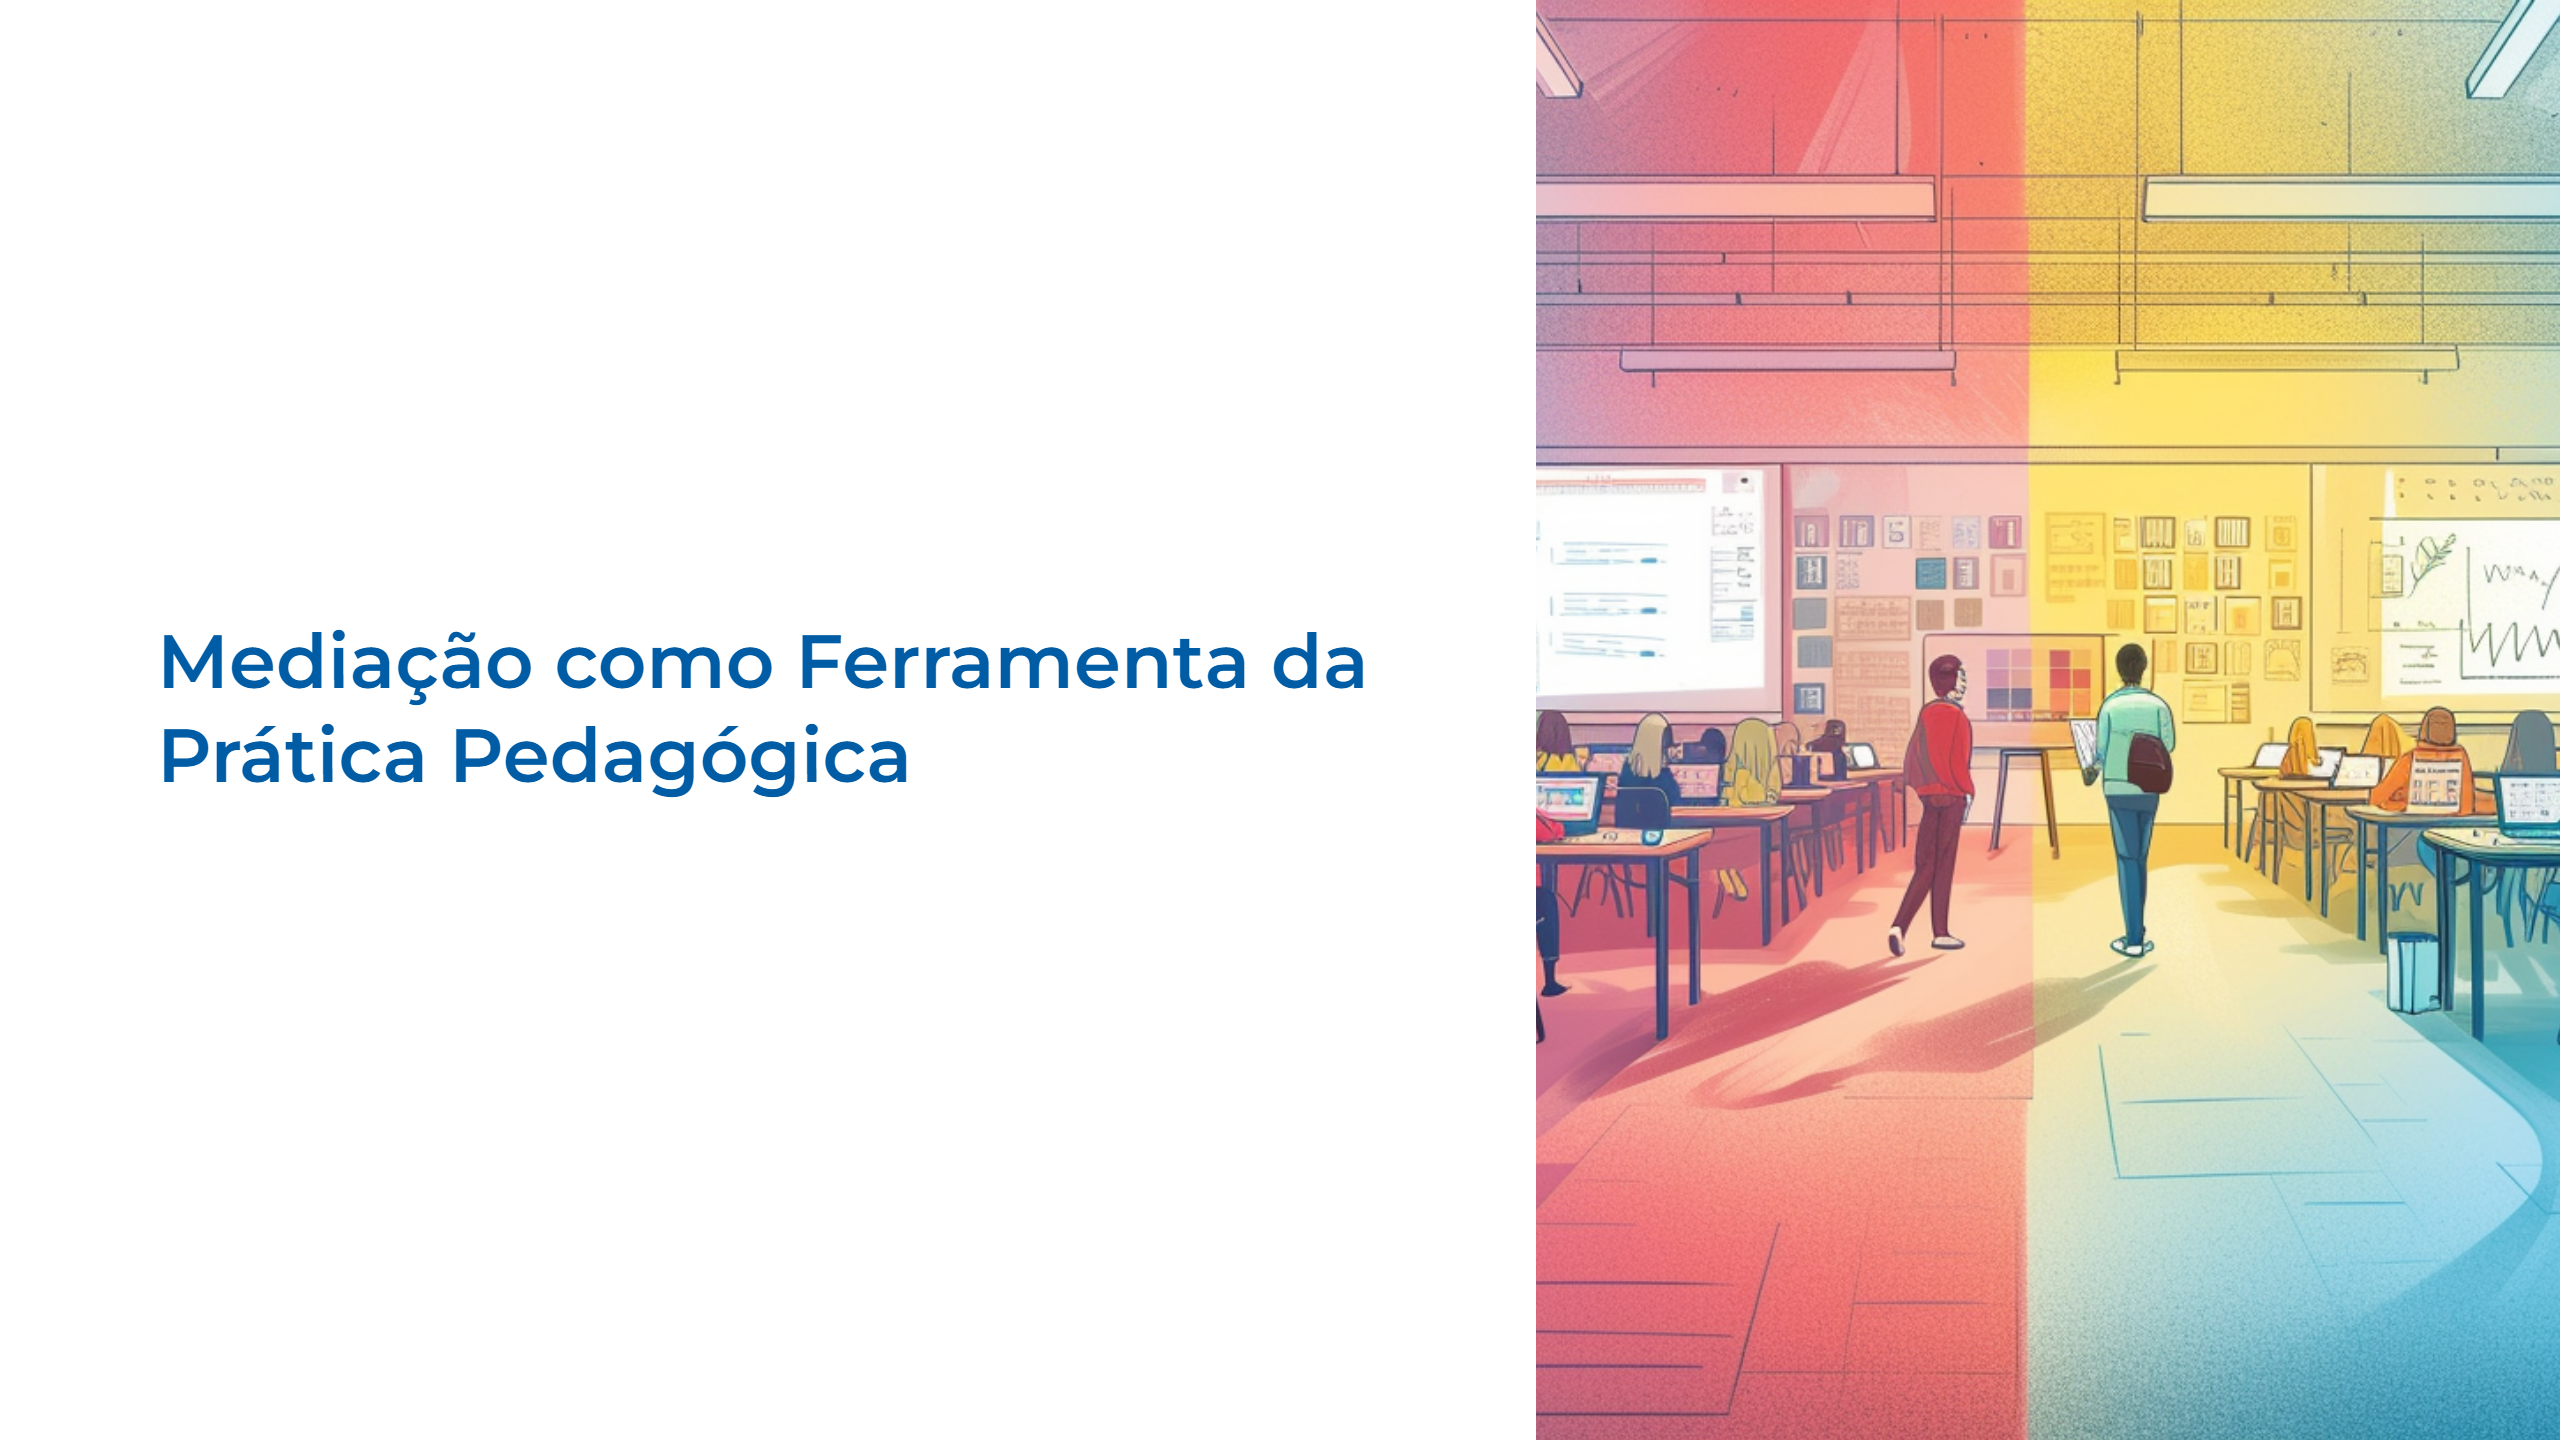 Mediação como Ferramenta da
Prática Pedagógica